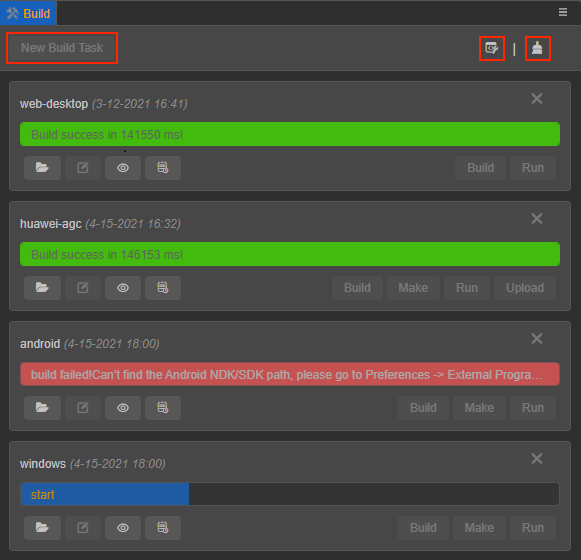 Build
New Build Task
|
web-desktop (3-12-2021 16:41)
Build success in 141550 ms!
Build Run
huawei-agc (4-15-2021 16:32)
Build success in 146153 ms!
Build Make Run Upload
android (4-15-2021 18:00)
build failed!Can't find the Android NDK/SDK path, please go to Preferences -> External Progra...
Build Make Run
windows (4-15-2021 18:00)
start
Build Make Run